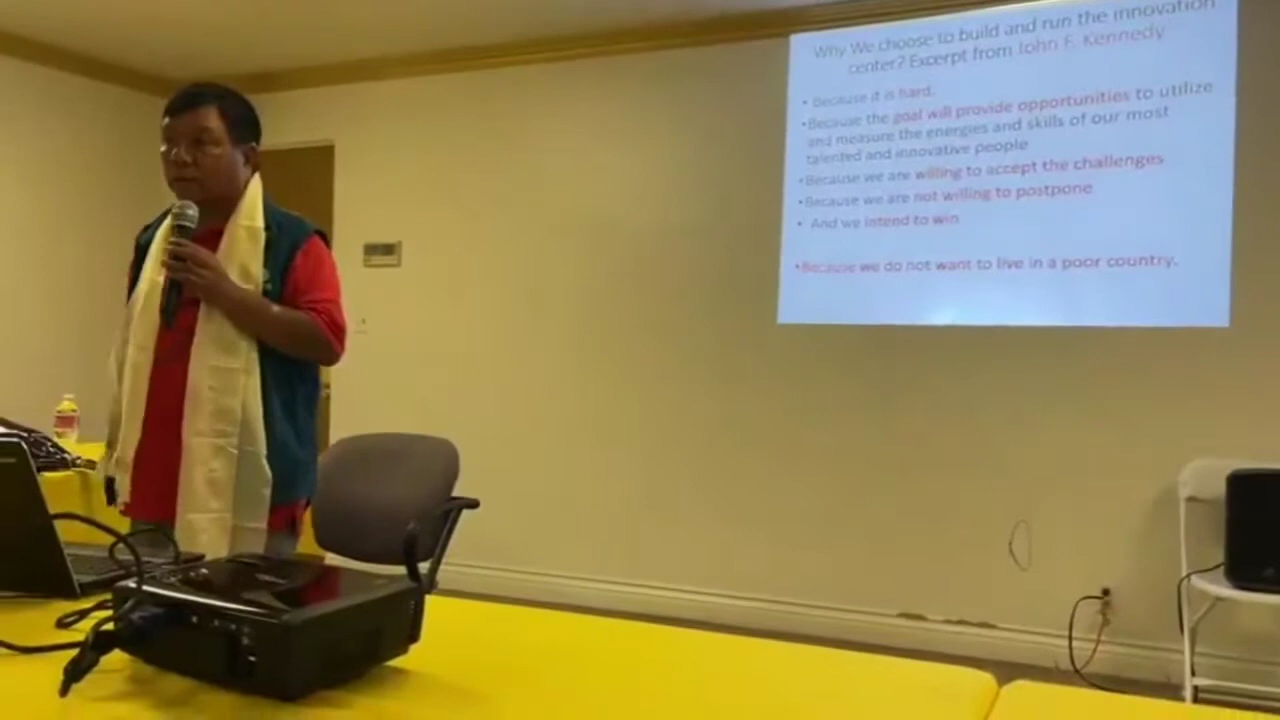 Why We choose to build and run the innovation
center? Excerpt from John F. Kennedy
• Because it is hard.
•Because the goal will provide opportunities to utilize
and measure the energies and skills of our most
talented and innovative people
•Because we are willing to accept the challenges
•Because we are not willing to postpone
• And we intend to win
•Because we do not want to live in a poor country.